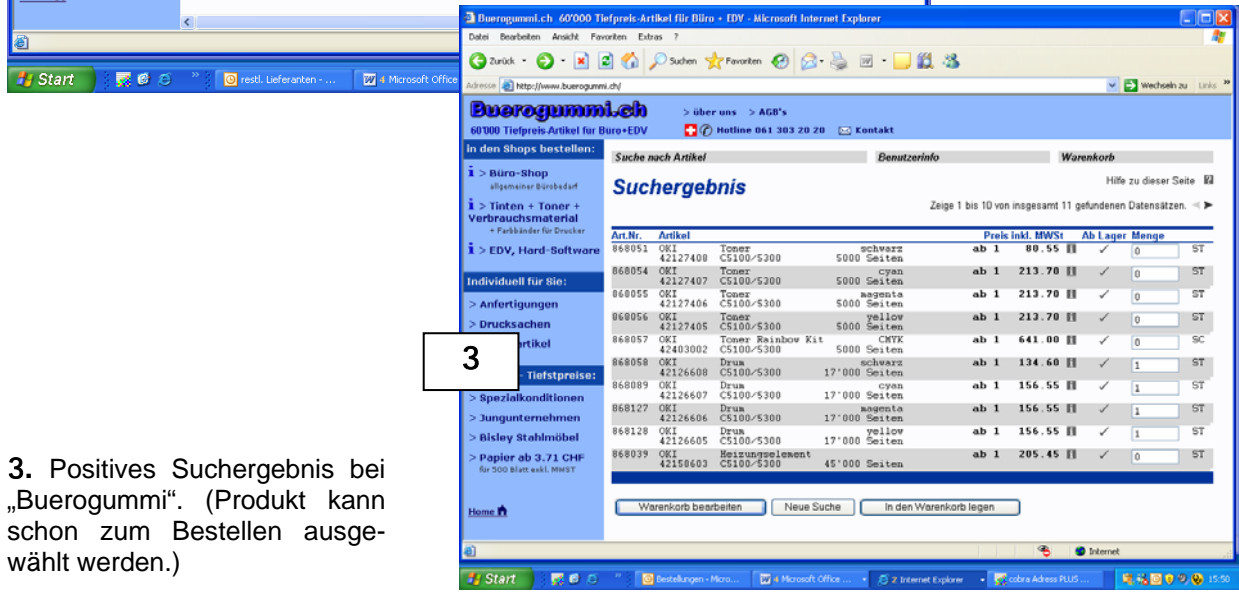 Start
restl. Lieferanten - ...
4 Microsoft Office
Buerogummi.ch 60'000 Tiefpreis-Artikel für Büro + EDV - Microsoft Internet Explorer
Datei Bearbeiten Ansicht Favoriten Extras ?
Zurück Suchen Favoriten
Adresse http://www.buerogummi.ch/ Wechseln zu Links
Buerogummi.ch
> über uns > AGB's
60'000 Tiefpreis-Artikel für Büro+EDV
Hotline 061 303 20 20 Kontakt
In den Shops bestellen:
i > Büro-Shop
allgemeiner Bürobedarf
i > Tinten + Toner +
Verbrauchsmaterial
+ Farbbänder für Drucker
i > EDV, Hard-Software
Individuell für Sie:
> Anfertigungen
> Drucksachen
rtikel
- Tiefstpreise:
> Spezialkonditionen
> Jungunternehmen
> Bisley Stahlmöbel
> Papier ab 3.71 CHF
für 500 Blatt exkl. MWST
Home
Suche nach Artikel Benutzerinfo Warenkorb
Suchergebnis
Hilfe zu dieser Seite
Zeige 1 bis 10 von insgesamt 11 gefundenen Datensätzen.
Art.Nr. Artikel Preis inkl. MWSt Ab Lager Menge
868051 OKI Toner schwarz ab 1 80.55 ✓ 0 ST
42127408 C5100/5300 5000 Seiten
868054 OKI Toner cyan ab 1 213.70 ✓ 0 ST
42127407 C5100/5300 5000 Seiten
868055 OKI Toner magenta ab 1 213.70 ✓ 0 ST
42127406 C5100/5300 5000 Seiten
868056 OKI Toner yellow ab 1 213.70 ✓ 0 ST
42127405 C5100/5300 5000 Seiten
868057 OKI Toner Rainbow Kit CMYK ab 1 641.00 ✓ 0 SC
42403002 C5100/5300 5000 Seiten
868058 OKI Drum schwarz ab 1 134.60 ✓ 1 ST
42126608 C5100/5300 17'000 Seiten
868089 OKI Drum cyan ab 1 156.55 ✓ 1 ST
42126607 C5100/5300 17'000 Seiten
868127 OKI Drum magenta ab 1 156.55 ✓ 1 ST
42126606 C5100/5300 17'000 Seiten
868128 OKI Drum yellow ab 1 156.55 ✓ 1 ST
42126605 C5100/5300 17'000 Seiten
868039 OKI Heizungselement ab 1 205.45 ✓ 0 ST
42158603 C5100/5300 45'000 Seiten
Warenkorb bearbeiten Neue Suche In den Warenkorb legen
Internet
Start Bestellungen - Micro... 4 Microsoft Office ... 2 Internet Explorer cobra Adress PLUS ... 15:50
3
3. Positives Suchergebnis bei
„Buerogummi“. (Produkt kann
schon zum Bestellen ausge-
wählt werden.)